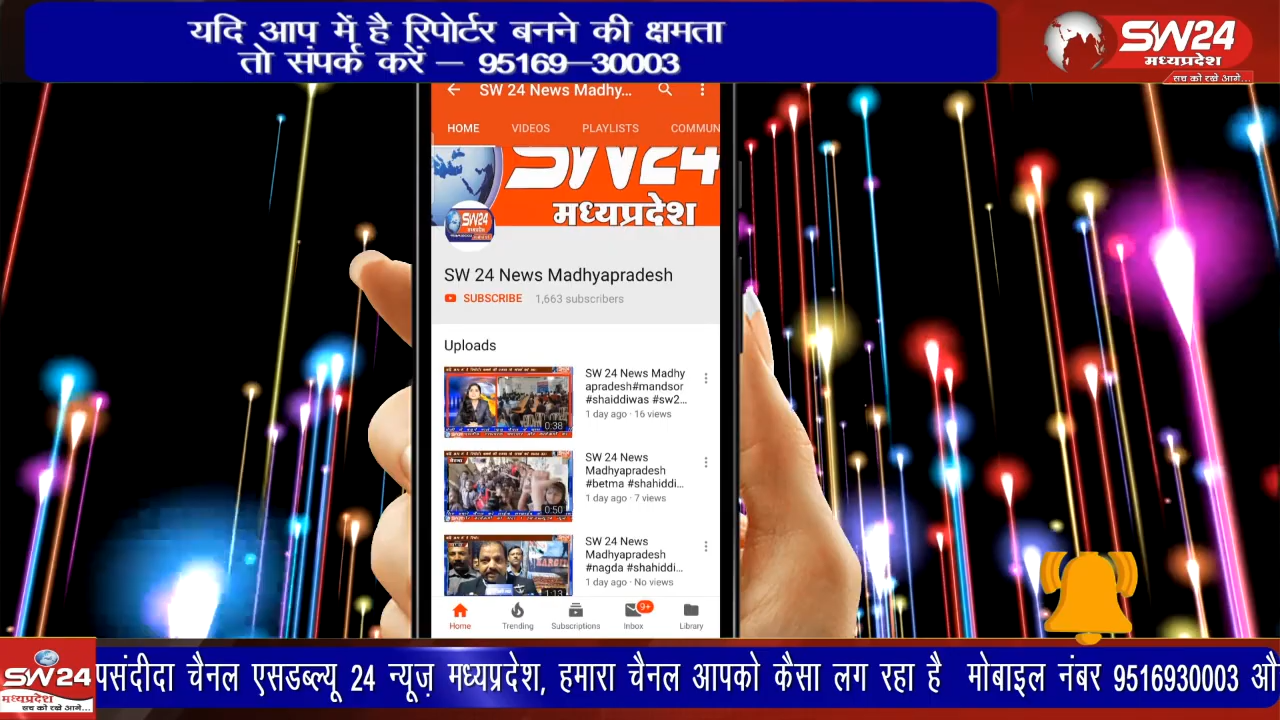 यदि आप में है रिपोर्टर बनने की क्षमता
तो संपर्क करें – 95169–30003
SW24
मध्यप्रदेश
सच को रखे आगे...
SW 24 News Madhy...
HOME VIDEOS PLAYLISTS COMMUN
SW24
मध्यप्रदेश
SW24
SW 24 News Madhyapradesh
SUBSCRIBE 1,663 subscribers
Uploads
SW 24 News Madhy
apradesh#mandsor
#shaiddiwas #sw2...
1 day ago · 16 views
0:38
SW 24 News
Madhyapradesh
#betma #shahiddi...
1 day ago · 7 views
0:50
SW 24 News
Madhyapradesh
#nagda #shahiddi...
1 day ago · No views
1:13
9+
Home Trending Subscriptions Inbox Library
SW24
मध्यप्रदेश
सच को रखे आगे...
पसंदीदा चैनल एसडब्ल्यू 24 न्यूज़ मध्यप्रदेश, हमारा चैनल आपको कैसा लग रहा है मोबाइल नंबर 9516930003 औ